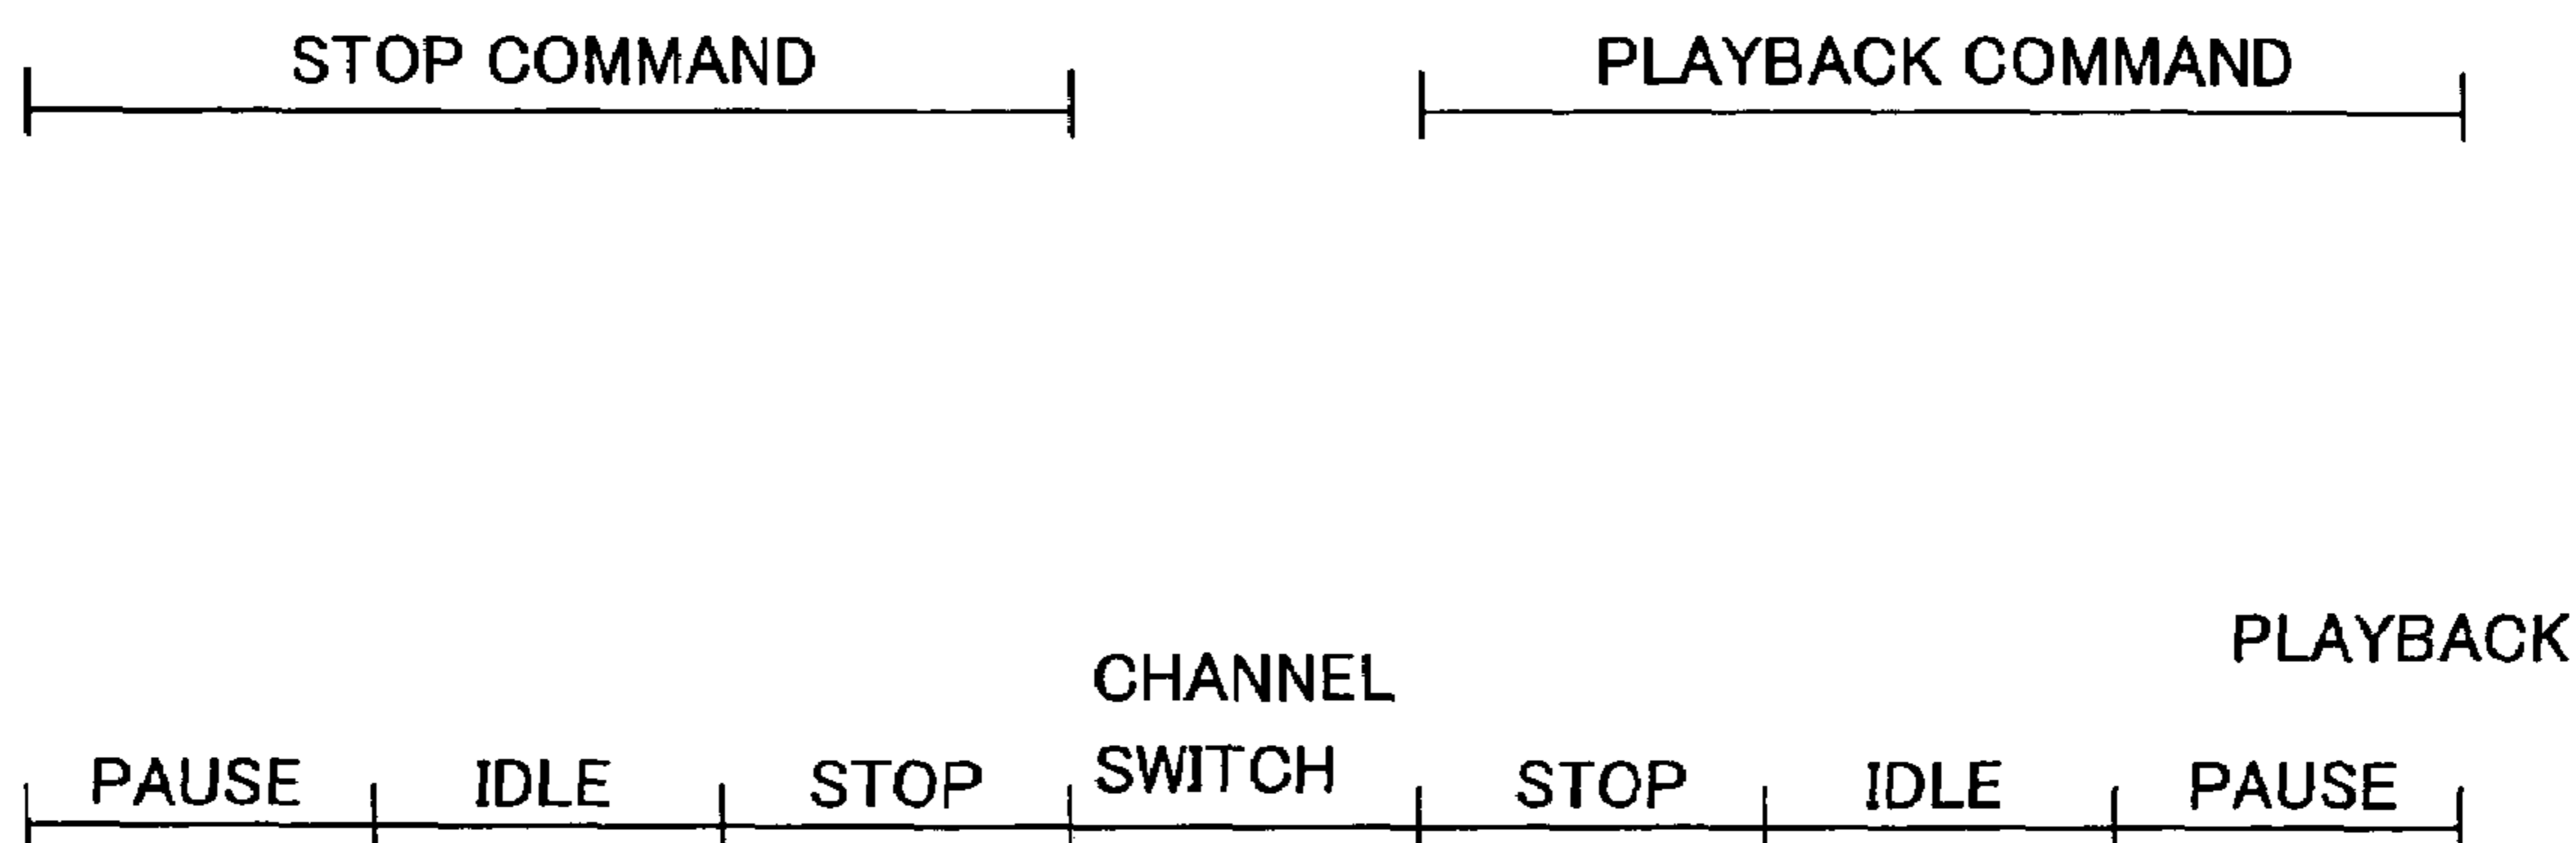 STOP COMMAND
PLAYBACK COMMAND
PLAYBACK
CHANNEL
SWITCH
PAUSE
IDLE
STOP
STOP
IDLE
PAUSE